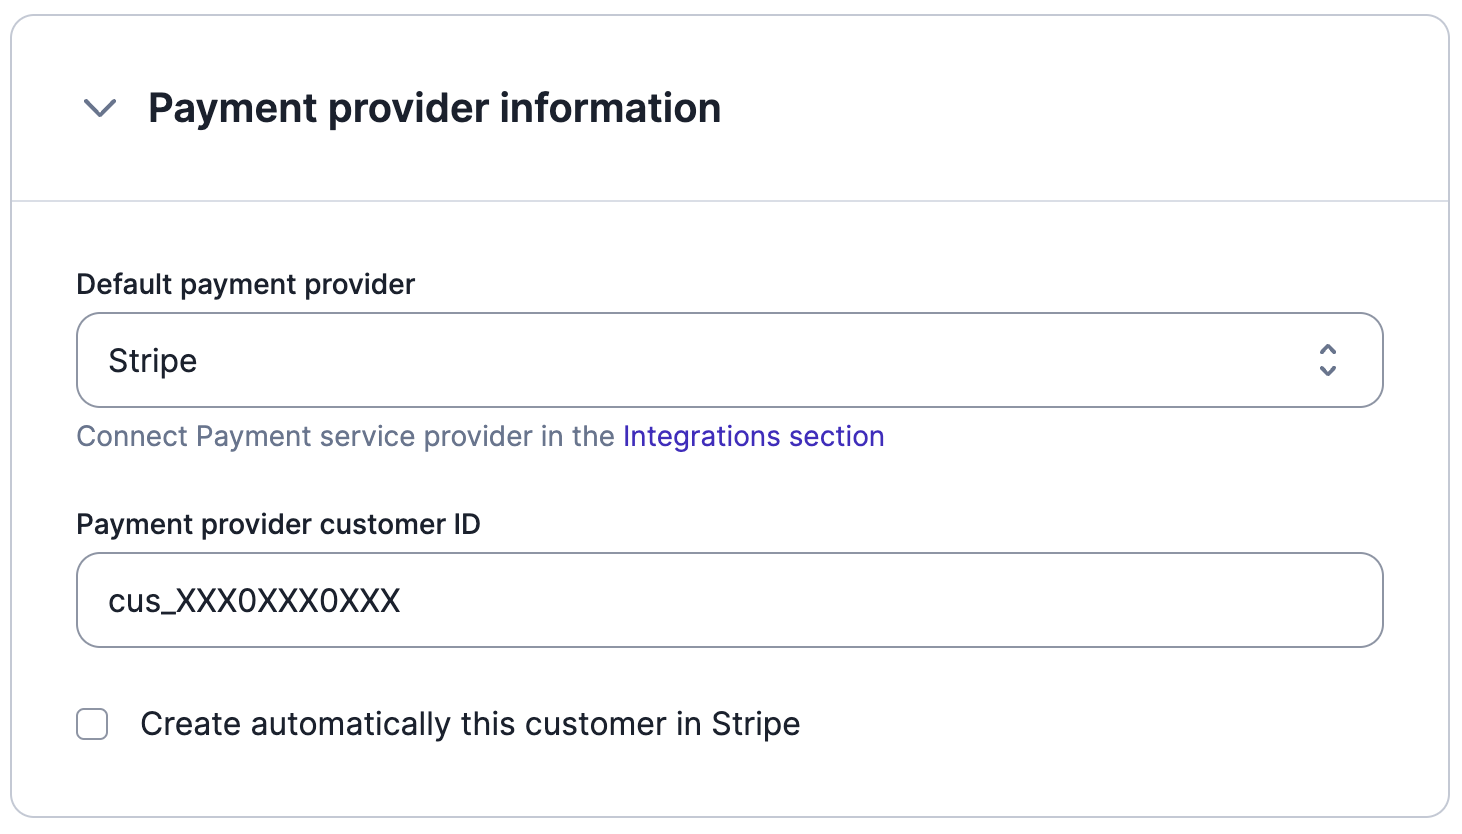 Payment provider information
Default payment provider
Stripe
Connect Payment service provider in the Integrations section
Payment provider customer ID
cus_XXX0XXX0XXX
Create automatically this customer in Stripe